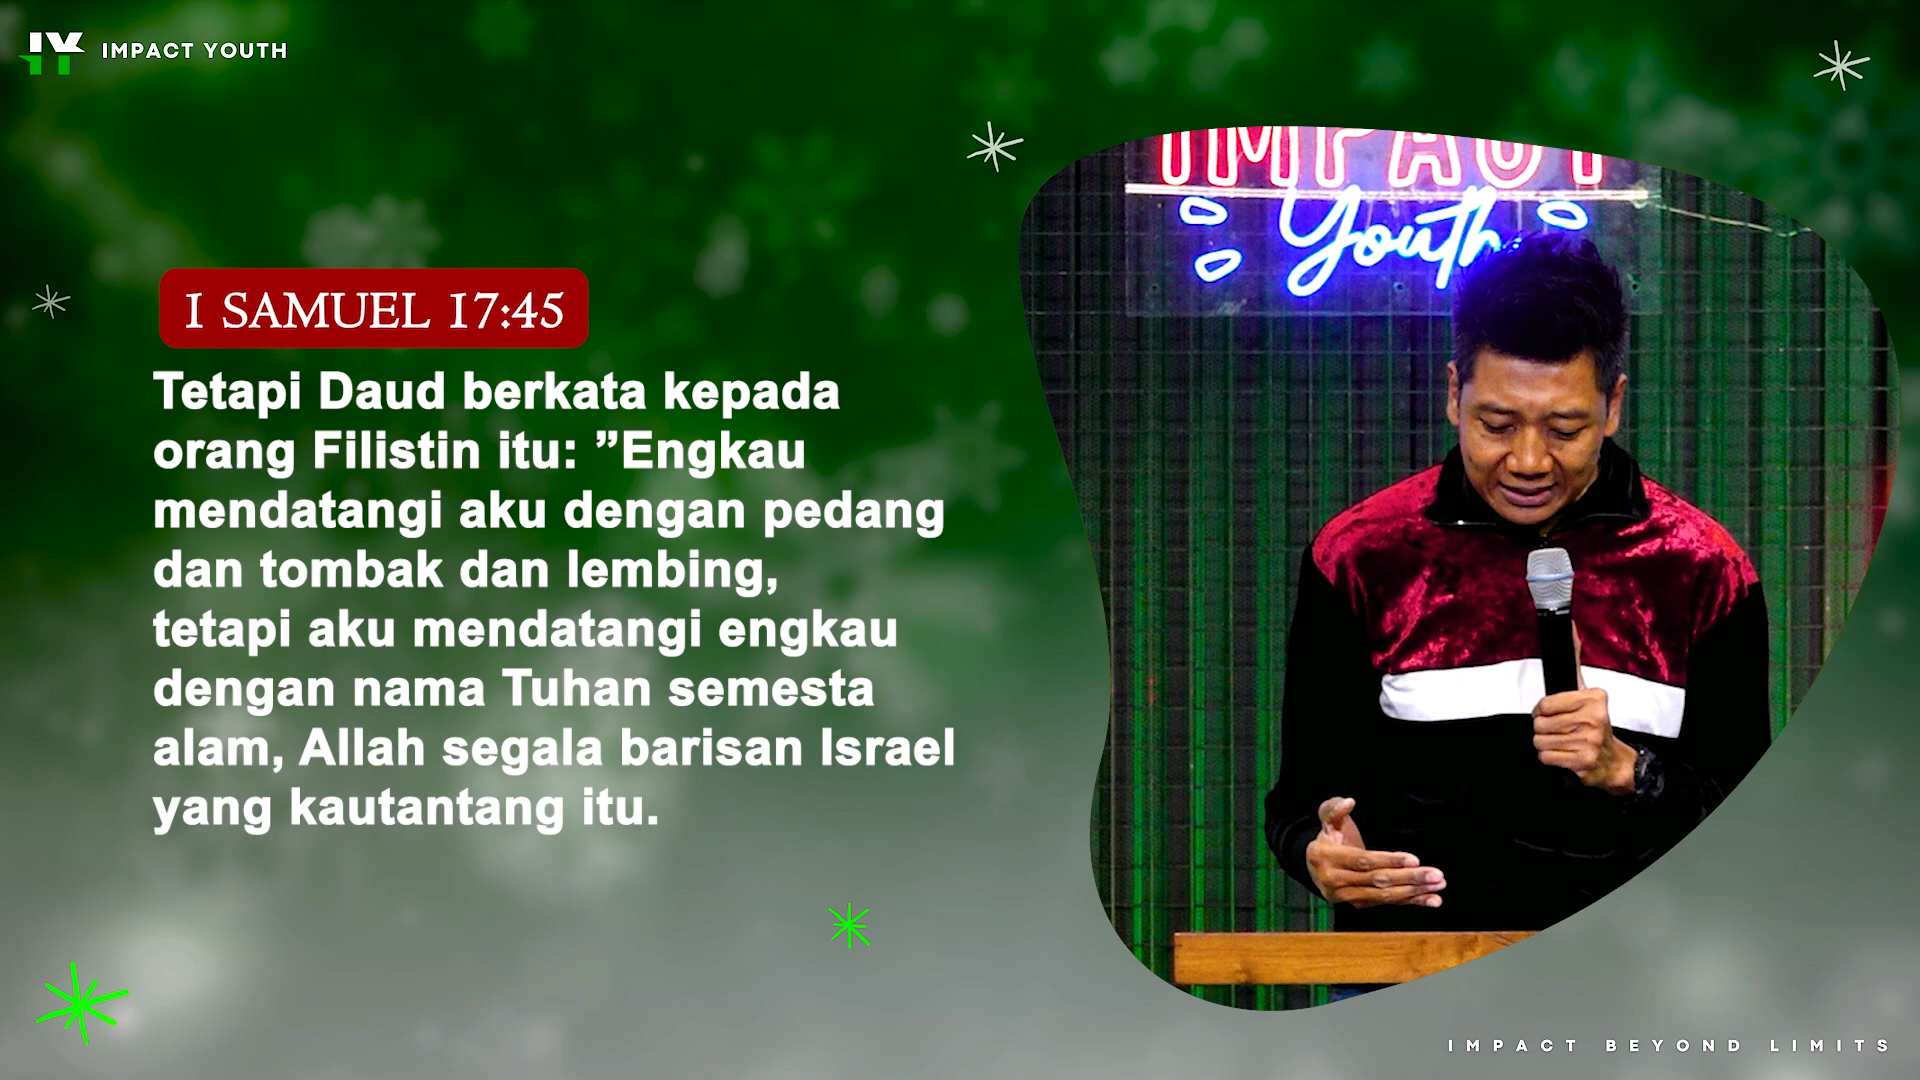 IMPACT YOUTH
IMPACT
Youth
1 SAMUEL 17:45
Tetapi Daud berkata kepada
orang Filistin itu: ”Engkau
mendatangi aku dengan pedang
dan tombak dan lembing,
tetapi aku mendatangi engkau
dengan nama Tuhan semesta
alam, Allah segala barisan Israel
yang kautantang itu.
IMPACT BEYOND LIMITS